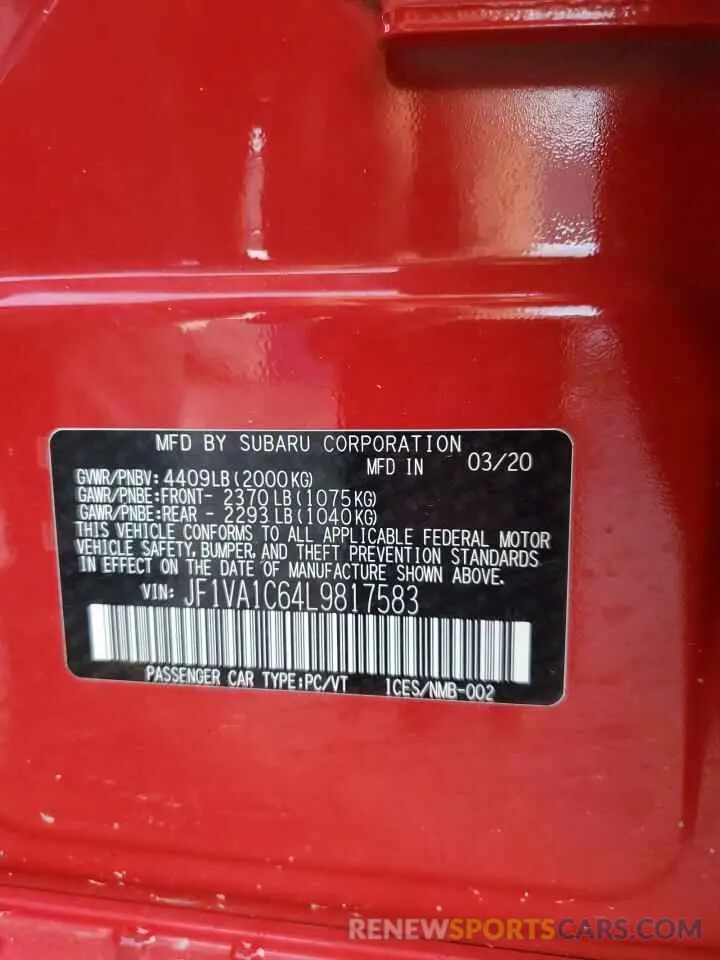 MFD BY SUBARU CORPORATION
MFD IN 03/20
GVWR/PNBV: 4409LB(2000KG)
GAWR/PNBE:FRONT- 2370LB(1075KG)
GAWR/PNBE:REAR - 2293LB(1040KG)
THIS VEHICLE CONFORMS TO ALL APPLICABLE FEDERAL MOTOR
VEHICLE SAFETY, BUMPER, AND THEFT PREVENTION STANDARDS
IN EFFECT ON THE DATE OF MANUFACTURE SHOWN ABOVE.
VIN: JF1VA1C64L9817583
PASSENGER CAR TYPE:PC/VT ICES/NMB-002
RENEWSPORTSCARS.COM